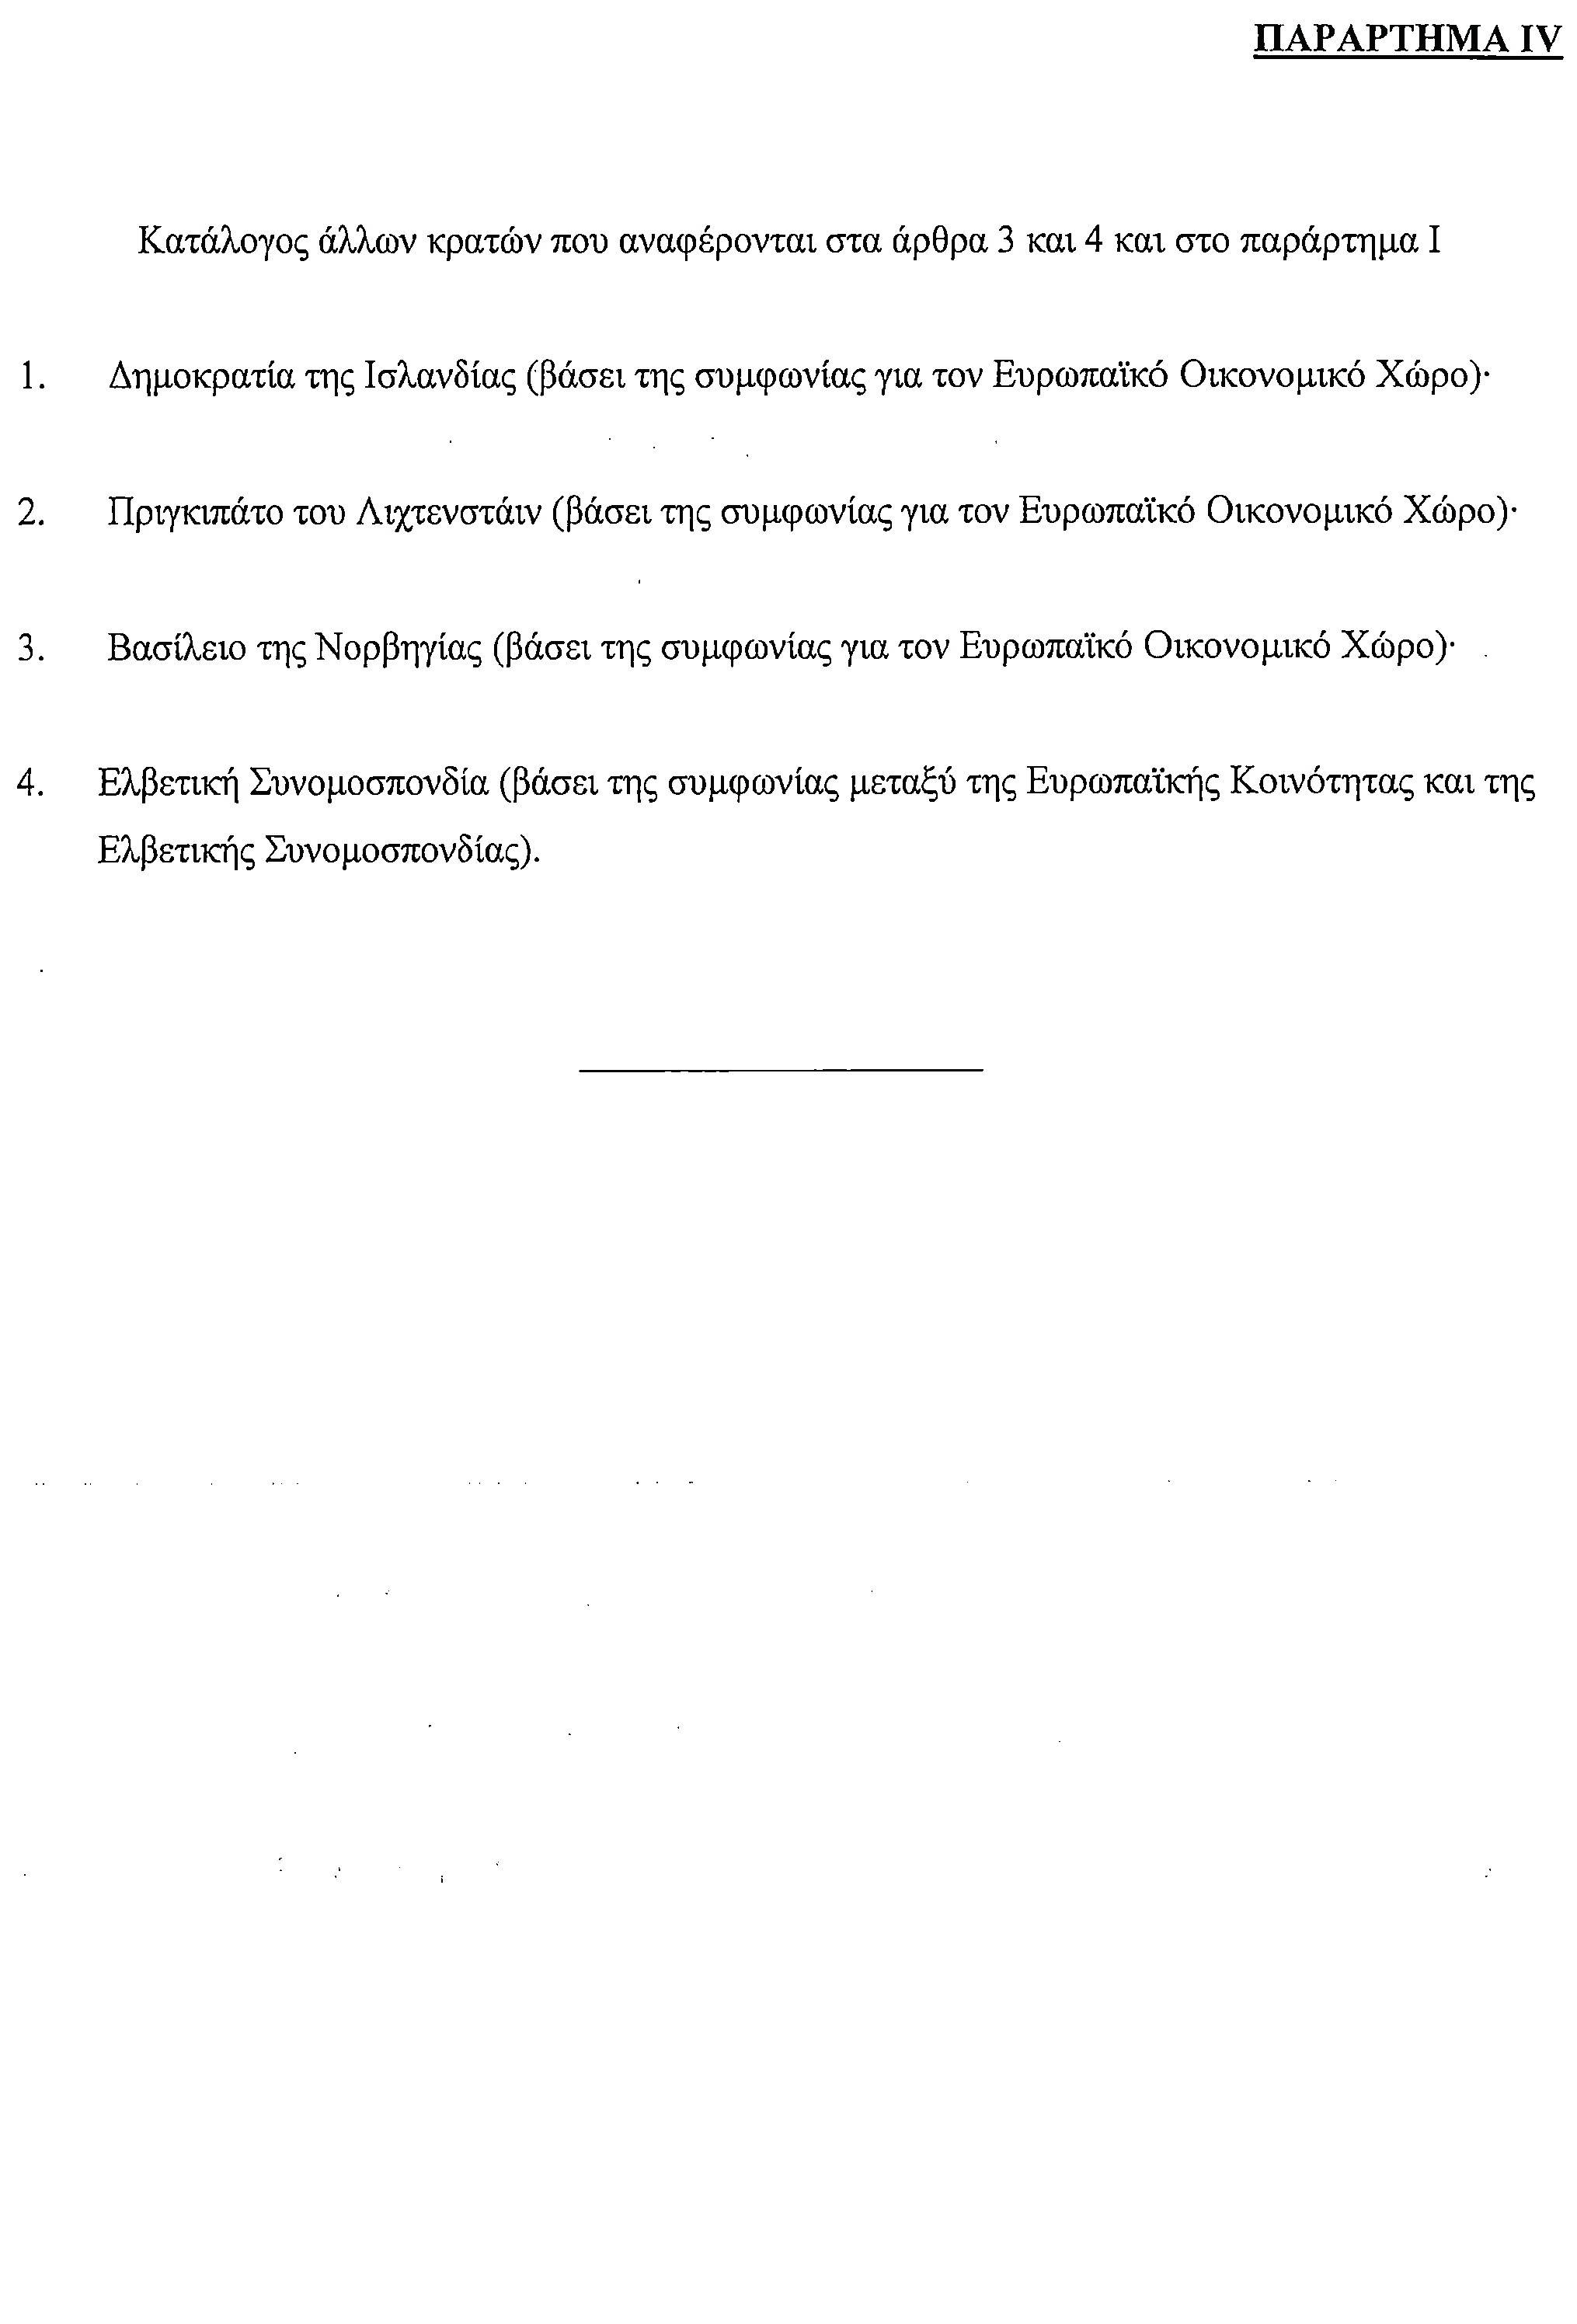 ΠΑΡΑΡΤΗΜΑ IV
Κατάλογος άλλων κρατών που αναφέρονται στα άρθρα 3 και 4 και στο παράρτημα Ι
1. Δημοκρατία της Ισλανδίας (βάσει της συμφωνίας για τον Ευρωπαϊκό Οικονομικό Χώρο)·
2. Πριγκιπάτο του Λιχτενστάιν (βάσει της συμφωνίας για τον Ευρωπαϊκό Οικονομικό Χώρο)·
3. Βασίλειο της Νορβηγίας (βάσει της συμφωνίας για τον Ευρωπαϊκό Οικονομικό Χώρο)·
4. Ελβετική Συνομοσπονδία (βάσει της συμφωνίας μεταξύ της Ευρωπαϊκής Κοινότητας και της
Ελβετικής Συνομοσπονδίας).